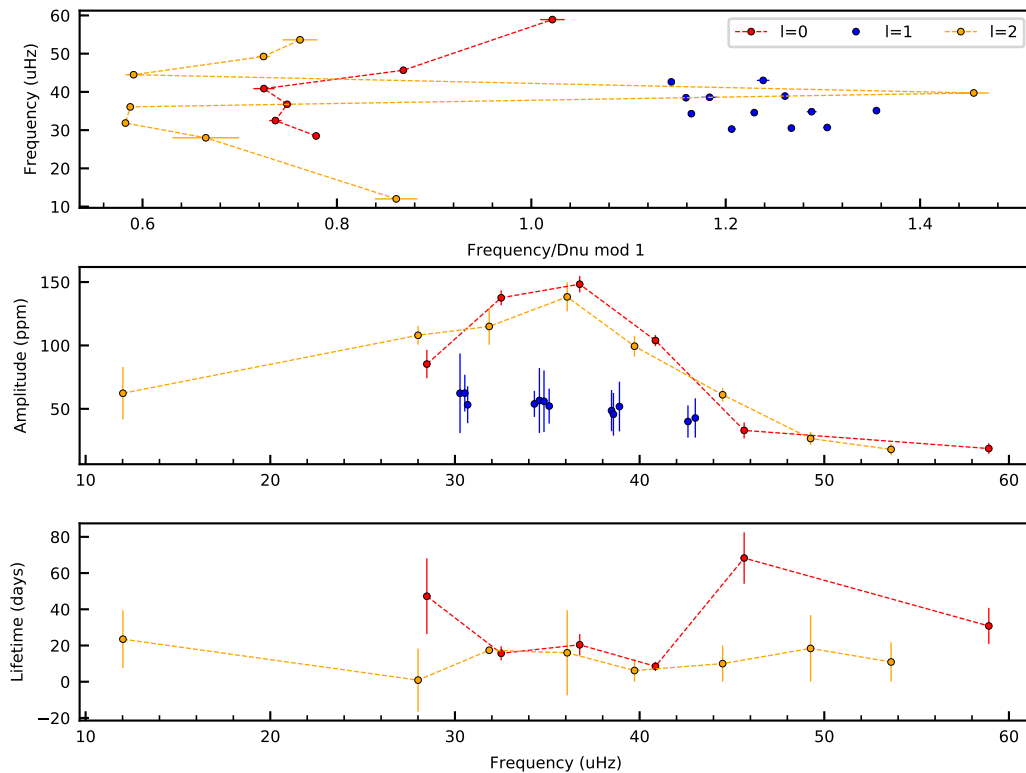 60
50
40
30
20
10
Frequency (uHz)
l=0 l=1 l=2
0.6 0.8 1.0 1.2 1.4
Frequency/Dnu mod 1
150
100
50
Amplitude (ppm)
10 20 30 40 50 60
80
60
40
20
0
−20
Lifetime (days)
10 20 30 40 50 60
Frequency (uHz)